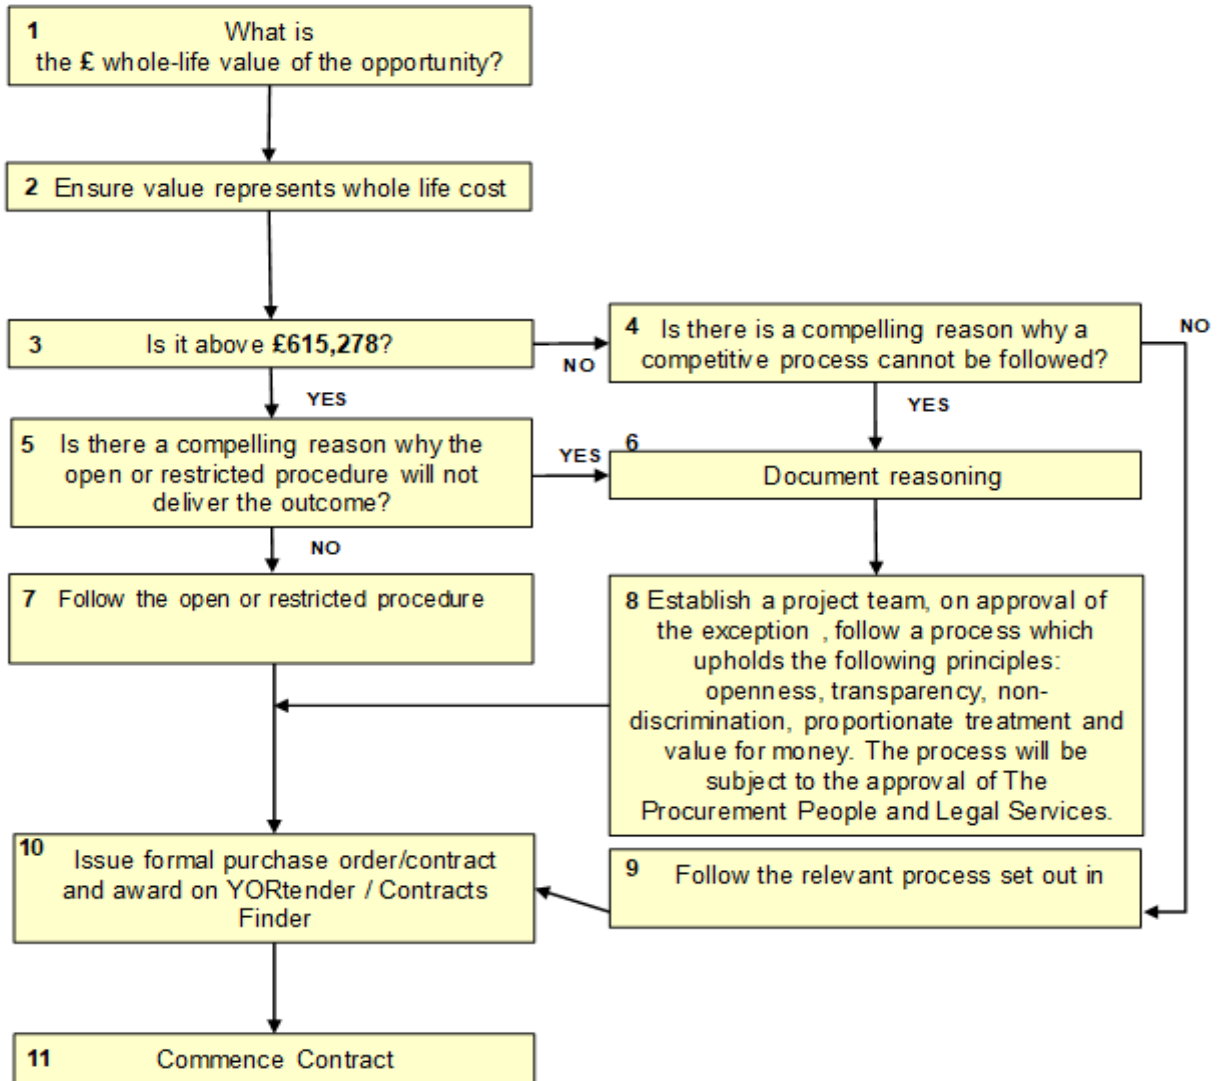 1 What is
the £ whole-life value of the opportunity?
2 Ensure value represents whole life cost
3 Is it above £615,278?
NO
4 Is there is a compelling reason why a
competitive process cannot be followed?
NO
YES
YES
5 Is there a compelling reason why the
open or restricted procedure will not
deliver the outcome?
YES
6
Document reasoning
NO
7 Follow the open or restricted procedure
8 Establish a project team, on approval of
the exception , follow a process which
upholds the following principles:
openness, transparency, non-
discrimination, proportionate treatment and
value for money. The process will be
subject to the approval of The
Procurement People and Legal Services.
10 Issue formal purchase order/contract
and award on YORtender / Contracts
Finder
9 Follow the relevant process set out in
11 Commence Contract